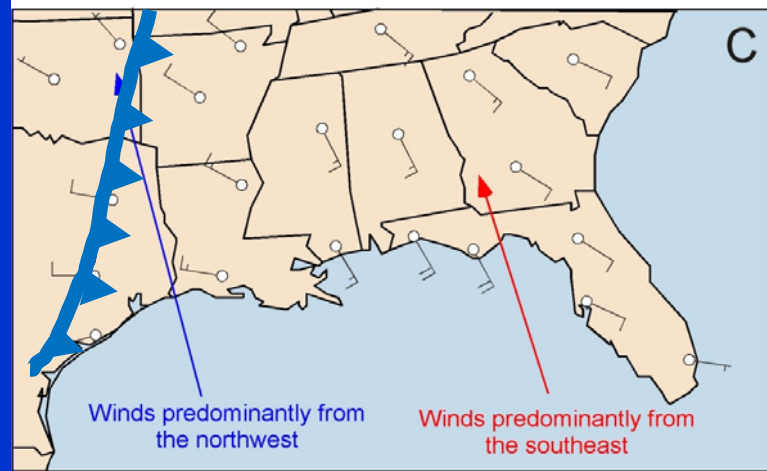 C
Winds predominantly from
the northwest
Winds predominantly from
the southeast